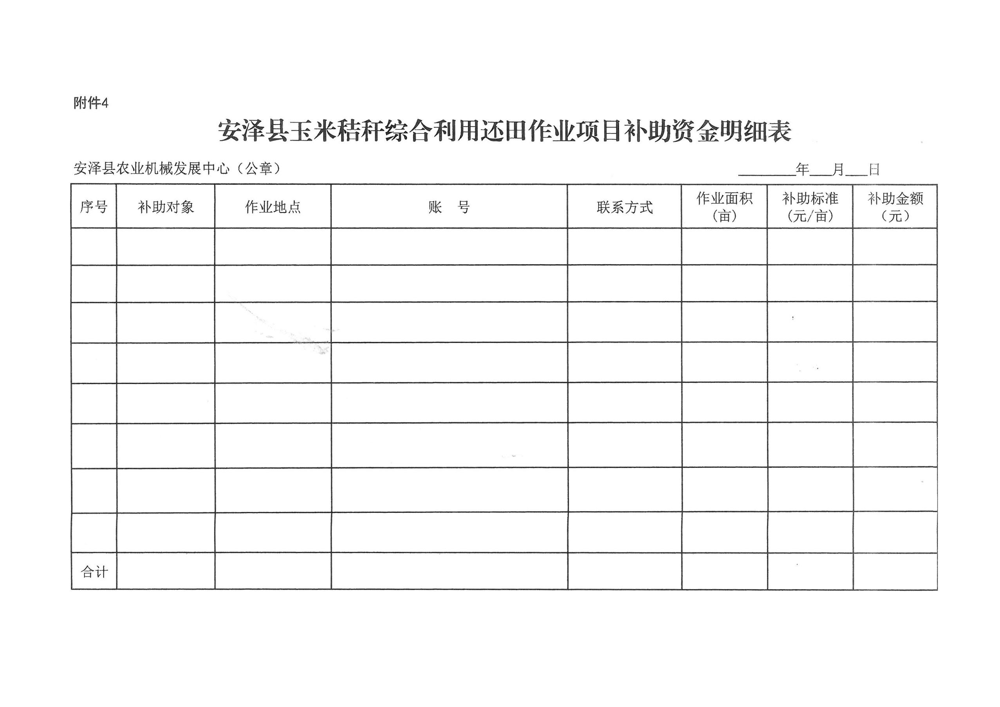 附件4
安泽县玉米秸秆综合利用还田作业项目补助资金明细表
安泽县农业机械发展中心（公章）
________年___月___日
序号 补助对象 作业地点 账 号 联系方式 作业面积(亩) 补助标准(元/亩) 补助金额（元）
合计